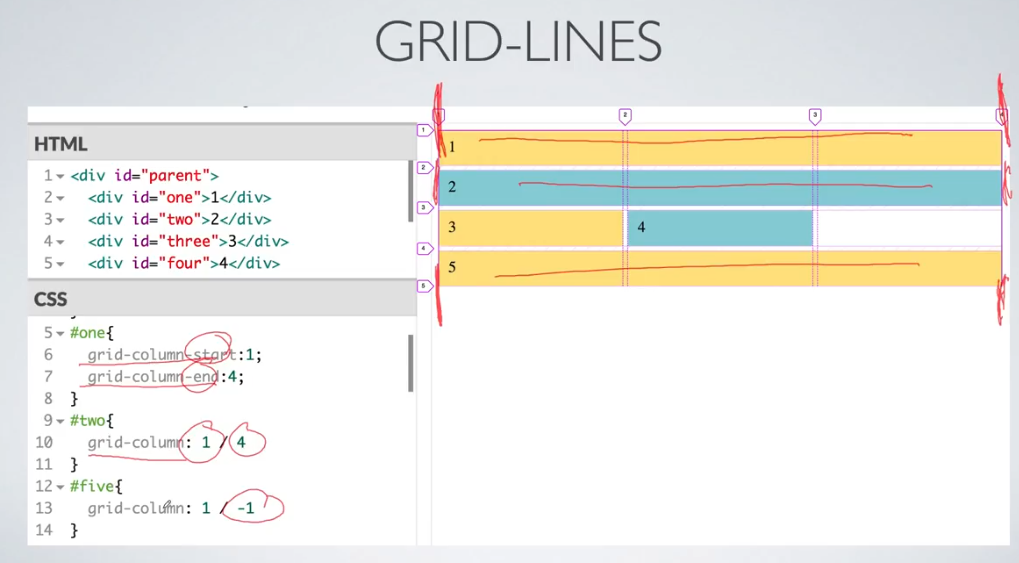 GRID-LINES
HTML
1 <div id="parent">
2 <div id="one">1</div>
3 <div id="two">2</div>
4 <div id="three">3</div>
5 <div id="four">4</div>
CSS
5 #one{
6 grid-column-start:1;
7 grid-column-end:4;
8 }
9 #two{
10 grid-column: 1 / 4
11 }
12 #five{
13 grid-column: 1 / -1
14 }
2 3
1
1
2
2
3
3 4
4
5
5